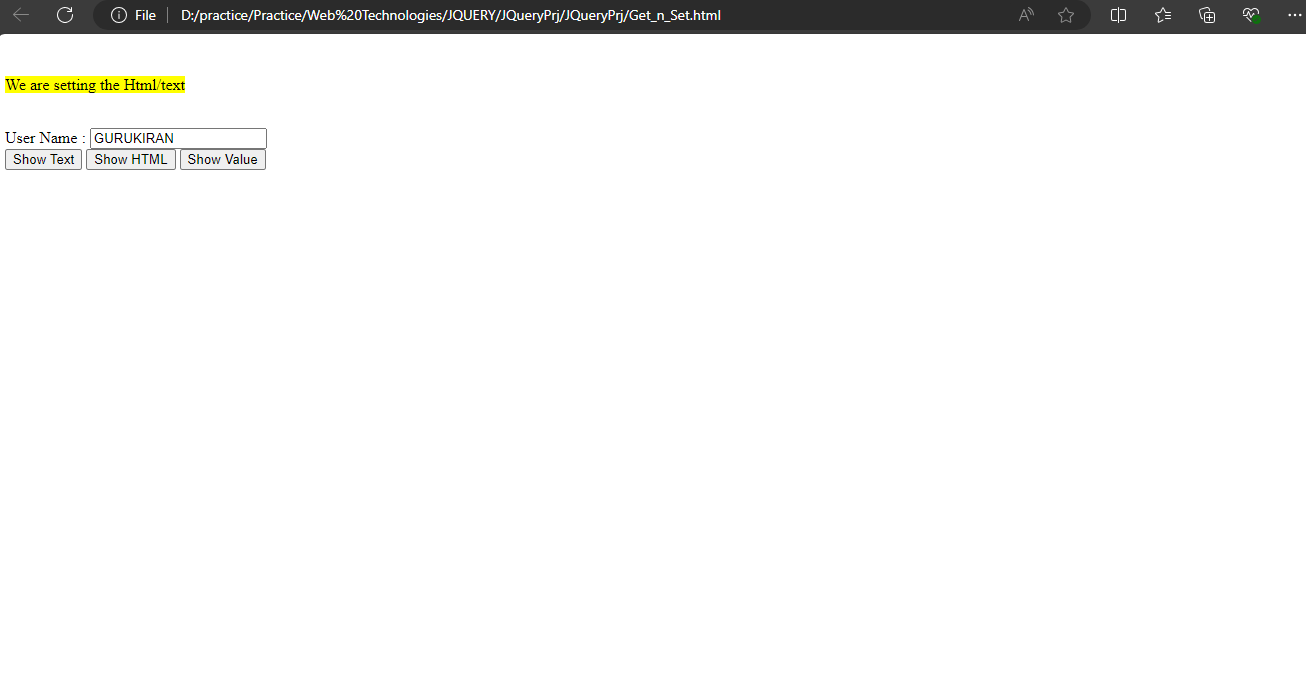 File D:/practice/Practice/Web%20Technologies/JQUERY/JQueryPrj/JQueryPrj/Get_n_Set.html
We are setting the Html/text
User Name : GURUKIRAN
Show Text Show HTML Show Value